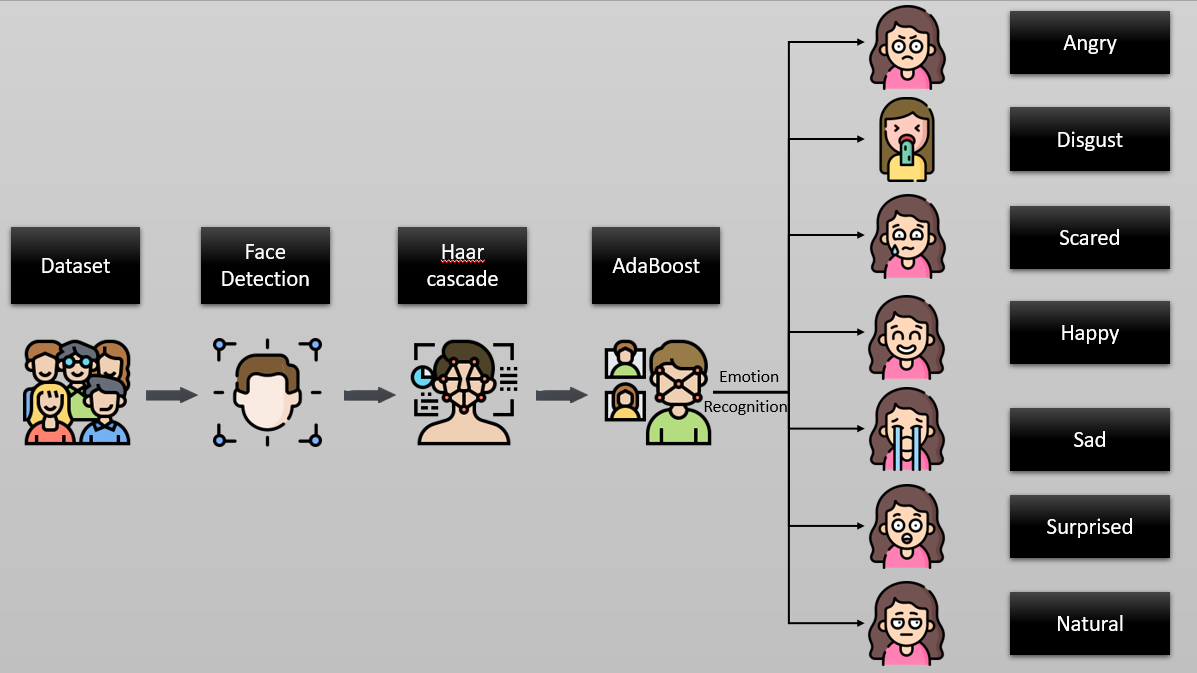 Dataset
Face
Detection
Haar
cascade
AdaBoost
Emotion
Recognition
Angry
Disgust
Scared
Happy
Sad
Surprised
Natural